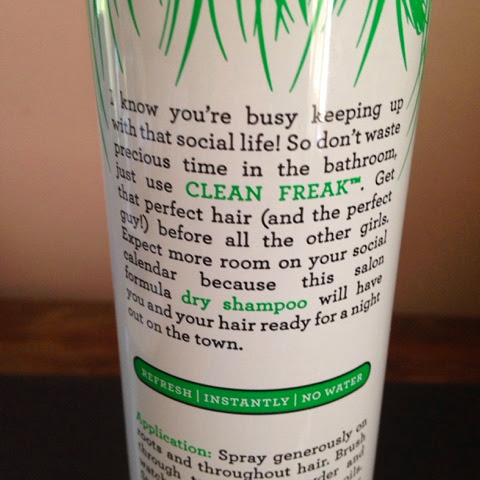 I know you're busy keeping up
with that social life! So don't waste
precious time in the bathroom,
just use CLEAN FREAK™. Get
that perfect hair (and the perfect
guy!) before all the other girls.
Expect more room on your social
calendar because this salon
formula dry shampoo will have
you and your hair ready for a night
out on the town.
REFRESH | INSTANTLY | NO WATER
Application: Spray generously on
roots and throughout hair. Brush
through